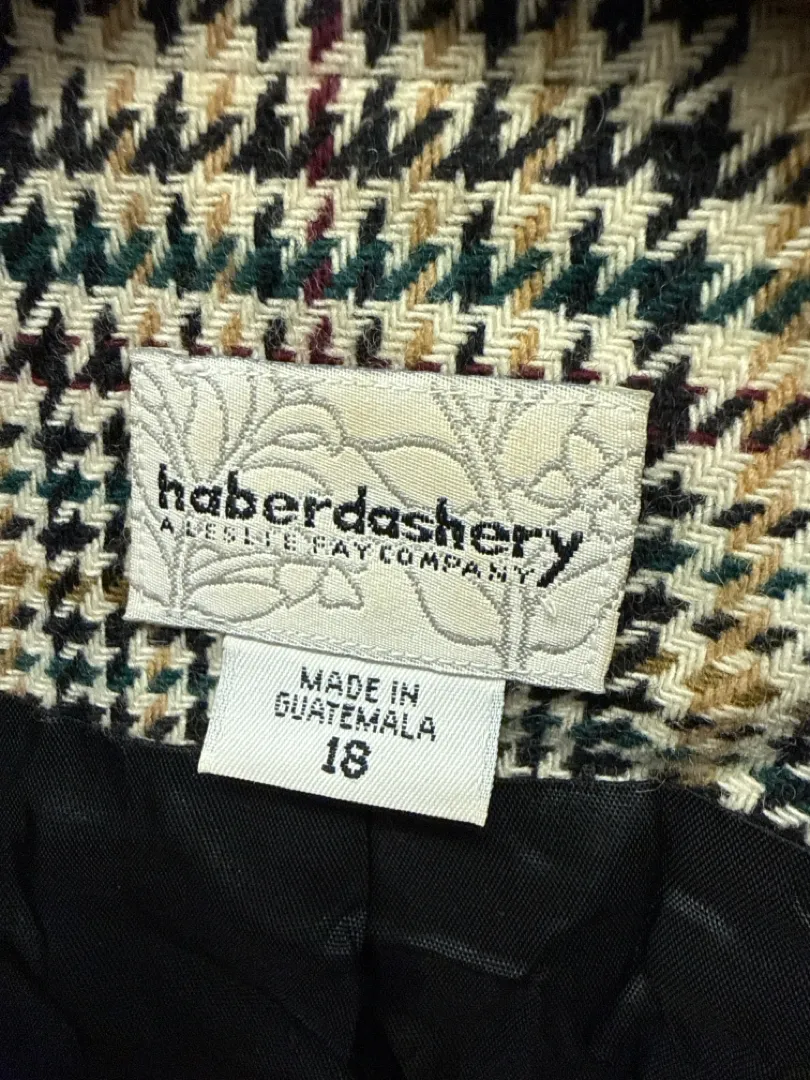 haberdashery
A LESLIE FAY COMPANY
MADE IN
GUATEMALA
18